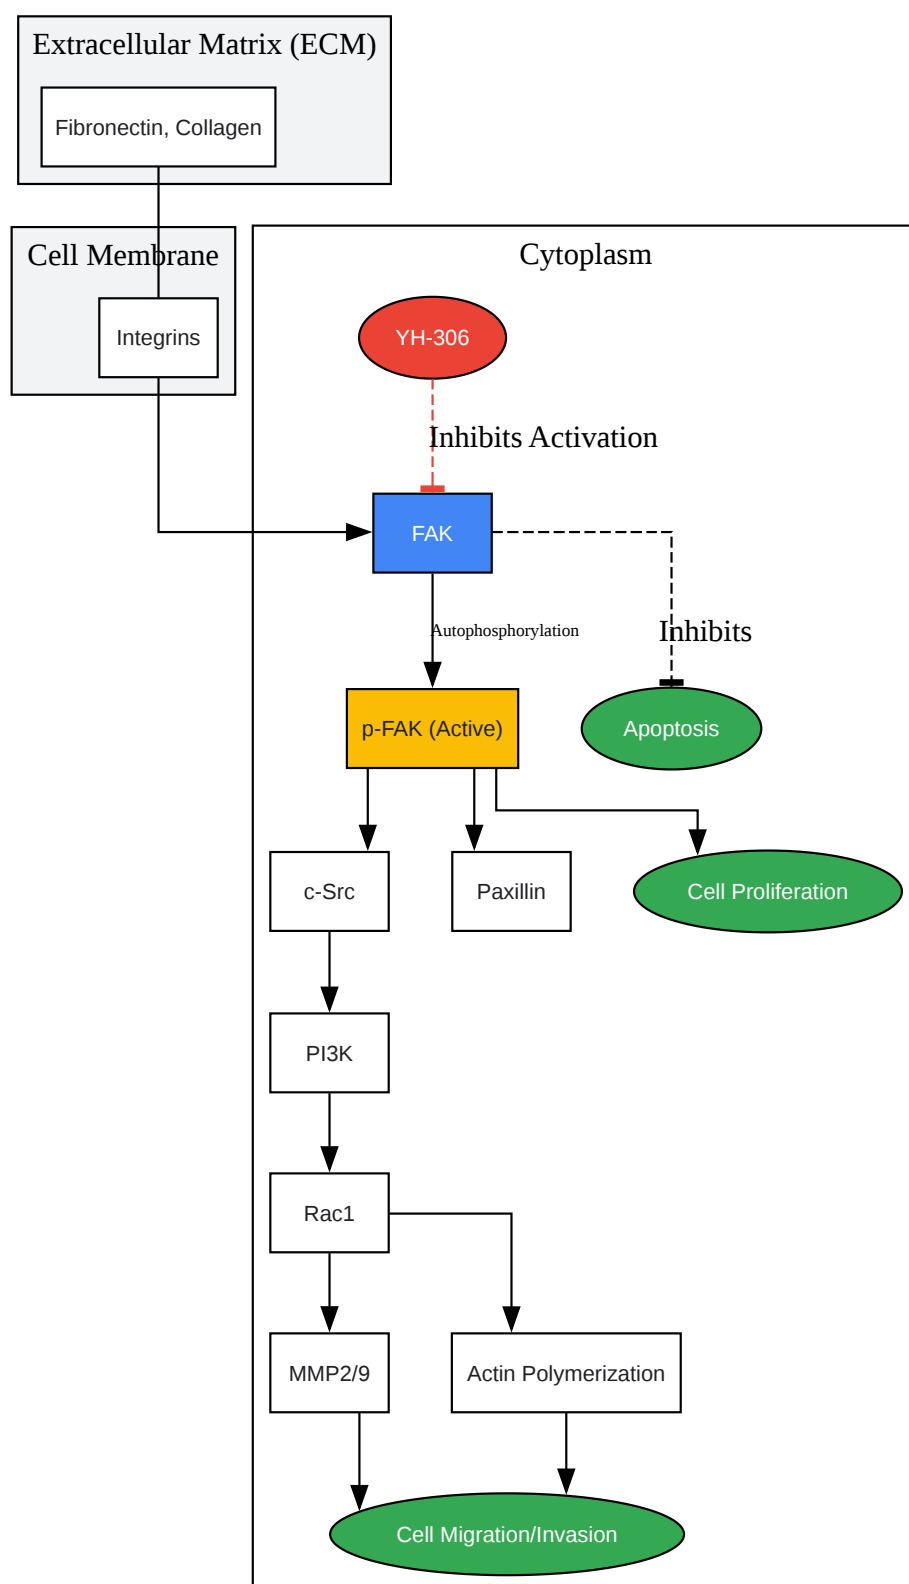 Extracellular Matrix (ECM)
Fibronectin, Collagen
Cell Membrane
Cytoplasm
Integrins
YH-306
Inhibits Activation
FAK
Autophosphorylation
Inhibits
p-FAK (Active)
Apoptosis
c-Src
Paxillin
Cell Proliferation
PI3K
Rac1
MMP2/9
Actin Polymerization
Cell Migration/Invasion